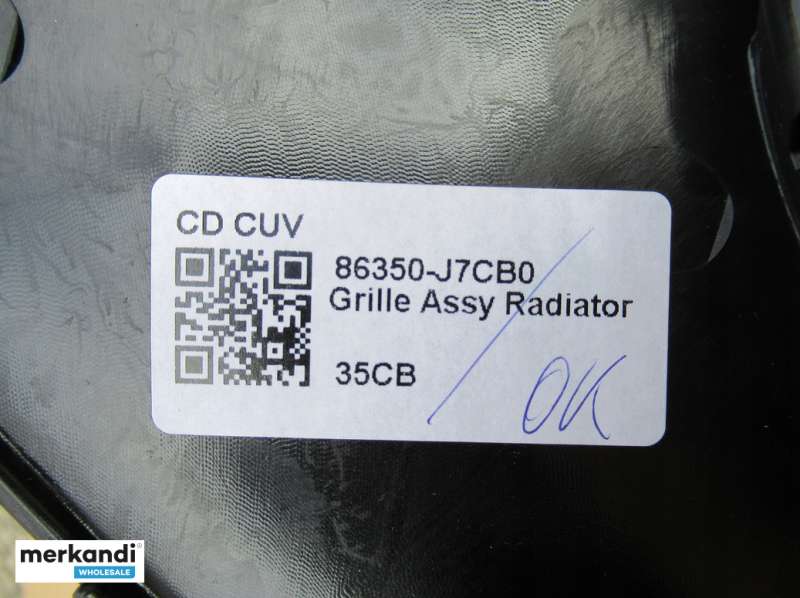 CD CUV
86350-J7CB0
Grille Assy Radiator
35CB
OK
merkandi
WHOLESALE